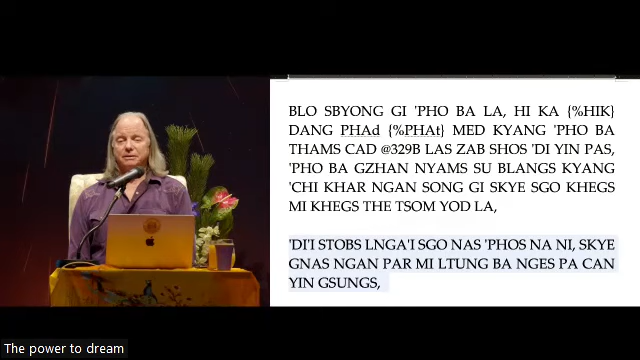 BLO SBYONG GI 'PHO BA LA, HI KA {%HIK}
DANG PHAd {%PHAt} MED KYANG 'PHO BA
THAMS CAD @329B LAS ZAB SHOS 'DI YIN PAS,
'PHO BA GZHAN NYAMS SU BLANGS KYANG
'CHI KHAR NGAN SONG GI SKYE SGO KHEGS
MI KHEGS THE TSOM YOD LA,
'DI'I STOBS LNGA'I SGO NAS 'PHOS NA NI, SKYE
GNAS NGAN PAR MI LTUNG BA NGES PA CAN
YIN GSUNGS,
The power to dream